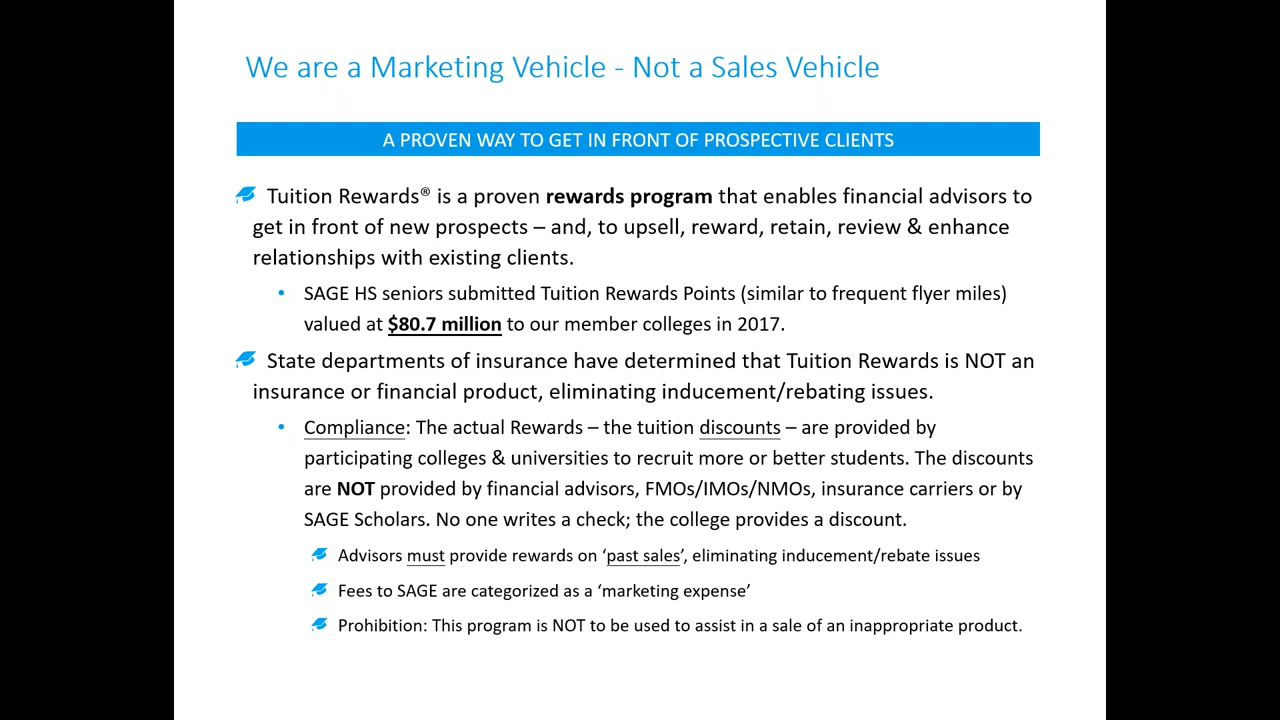 We are a Marketing Vehicle - Not a Sales Vehicle
A PROVEN WAY TO GET IN FRONT OF PROSPECTIVE CLIENTS
Tuition Rewards® is a proven rewards program that enables financial advisors to
get in front of new prospects – and, to upsell, reward, retain, review & enhance
relationships with existing clients.
• SAGE HS seniors submitted Tuition Rewards Points (similar to frequent flyer miles)
valued at $80.7 million to our member colleges in 2017.
State departments of insurance have determined that Tuition Rewards is NOT an
insurance or financial product, eliminating inducement/rebating issues.
• Compliance: The actual Rewards – the tuition discounts – are provided by
participating colleges & universities to recruit more or better students. The discounts
are NOT provided by financial advisors, FMOs/IMOs/NMOs, insurance carriers or by
SAGE Scholars. No one writes a check; the college provides a discount.
Advisors must provide rewards on ‘past sales’, eliminating inducement/rebate issues
Fees to SAGE are categorized as a ‘marketing expense’
Prohibition: This program is NOT to be used to assist in a sale of an inappropriate product.